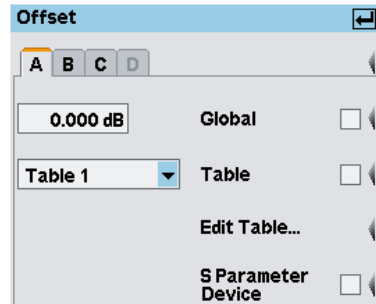 Offset
A B C D
0.000 dB Global
Table 1 Table
Edit Table...
S Parameter
Device